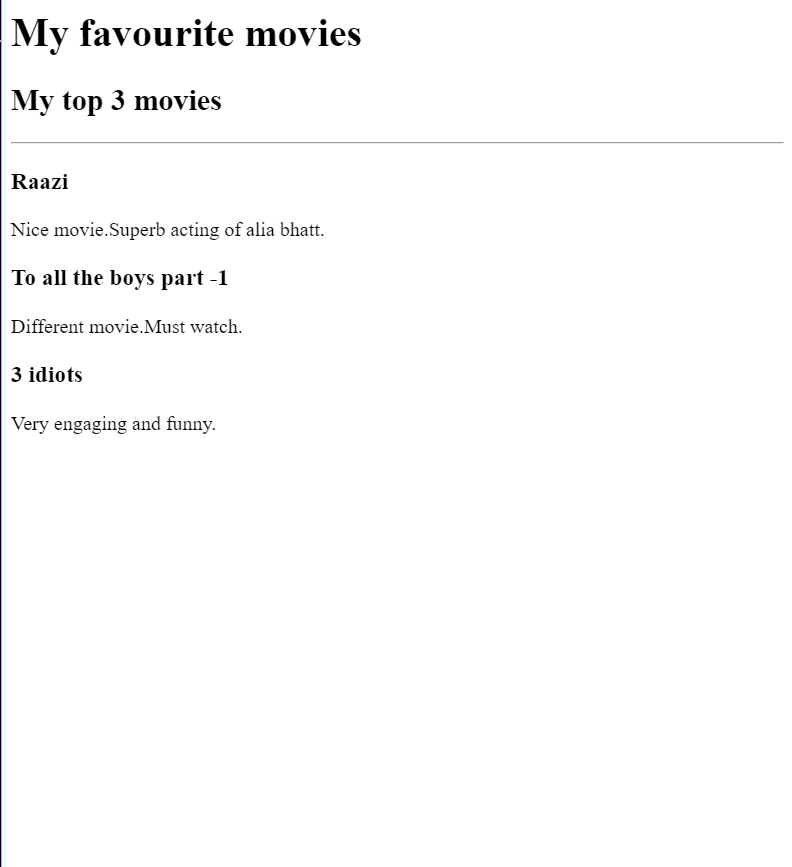 My favourite movies
My top 3 movies
Raazi
Nice movie.Superb acting of alia bhatt.
To all the boys part -1
Different movie.Must watch.
3 idiots
Very engaging and funny.